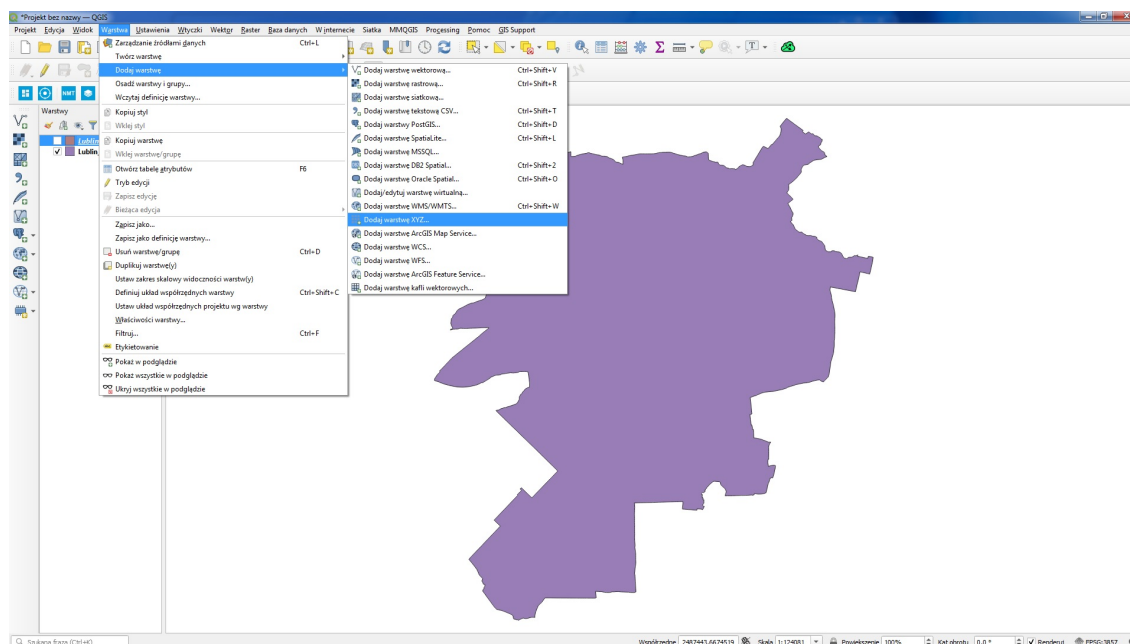 *Projekt bez nazwy — QGIS
Projekt Edycja Widok Warstwa Ustawienia Wtyczki Wektor Raster Baza danych W internecie Siatka MMQGIS Processing Pomoc GIS Support
Zarządzanie źródłami danych Ctrl+L
Twórz warstwę
Dodaj warstwę
Osadź warstwy i grupy...
Wczytaj definicję warstwy...
Kopiuj styl
Wklej styl
Kopiuj warstwę
Wklej warstwę/grupę
Otwórz tabelę atrybutów F6
Tryb edycji
Zapisz edycję
Bieżąca edycja
Zapisz jako...
Zapisz jako definicję warstwy...
Usuń warstwę/grupę Ctrl+D
Duplikuj warstwę(y)
Ustaw zakres skalowy widoczności warstw(y)
Definiuj układ współrzędnych warstwy Ctrl+Shift+C
Ustaw układ współrzędnych projektu wg warstwy
Właściwości warstwy...
Filtruj... Ctrl+F
Etykietowanie
Pokaż w podglądzie
Pokaż wszystkie w podglądzie
Ukryj wszystkie w podglądzie
Dodaj warstwę wektorową... Ctrl+Shift+V
Dodaj warstwę rastrową... Ctrl+Shift+R
Dodaj warstwę siatkową...
Dodaj warstwę tekstową CSV... Ctrl+Shift+T
Dodaj warstwy PostGIS... Ctrl+Shift+D
Dodaj warstwę SpatiaLite... Ctrl+Shift+L
Dodaj warstwę MSSQL...
Dodaj warstwę DB2 Spatial... Ctrl+Shift+2
Dodaj warstwę Oracle Spatial... Ctrl+Shift+O
Dodaj/edytuj warstwę wirtualną...
Dodaj warstwę WMS/WMTS... Ctrl+Shift+W
Dodaj warstwę XYZ...
Dodaj warstwę ArcGIS Map Service...
Dodaj warstwę WCS...
Dodaj warstwę WFS...
Dodaj warstwę ArcGIS Feature Service...
Dodaj warstwę kafli wektorowych...
NMT
Warstwy
Lublin
Lublin
Szukana fraza (Ctrl+K)
Współrzędne 2487443,6674519 Skala 1:124081 Powiększenie 100% Kąt obrotu 0,0 ° Renderuj EPSG:3857